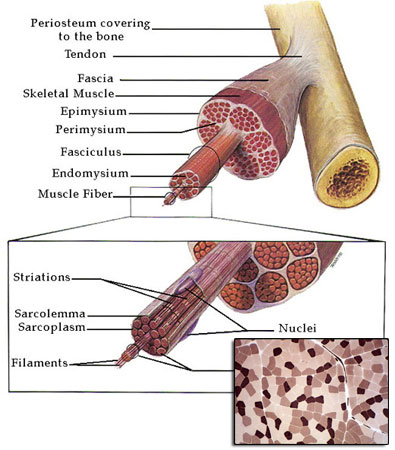 Periosteum covering
to the bone
Tendon
Fascia
Skeletal Muscle
Epimysium
Perimysium
Fasciculus
Endomysium
Muscle Fiber
Striations
Sarcolemma
Sarcoplasm
Nuclei
Filaments